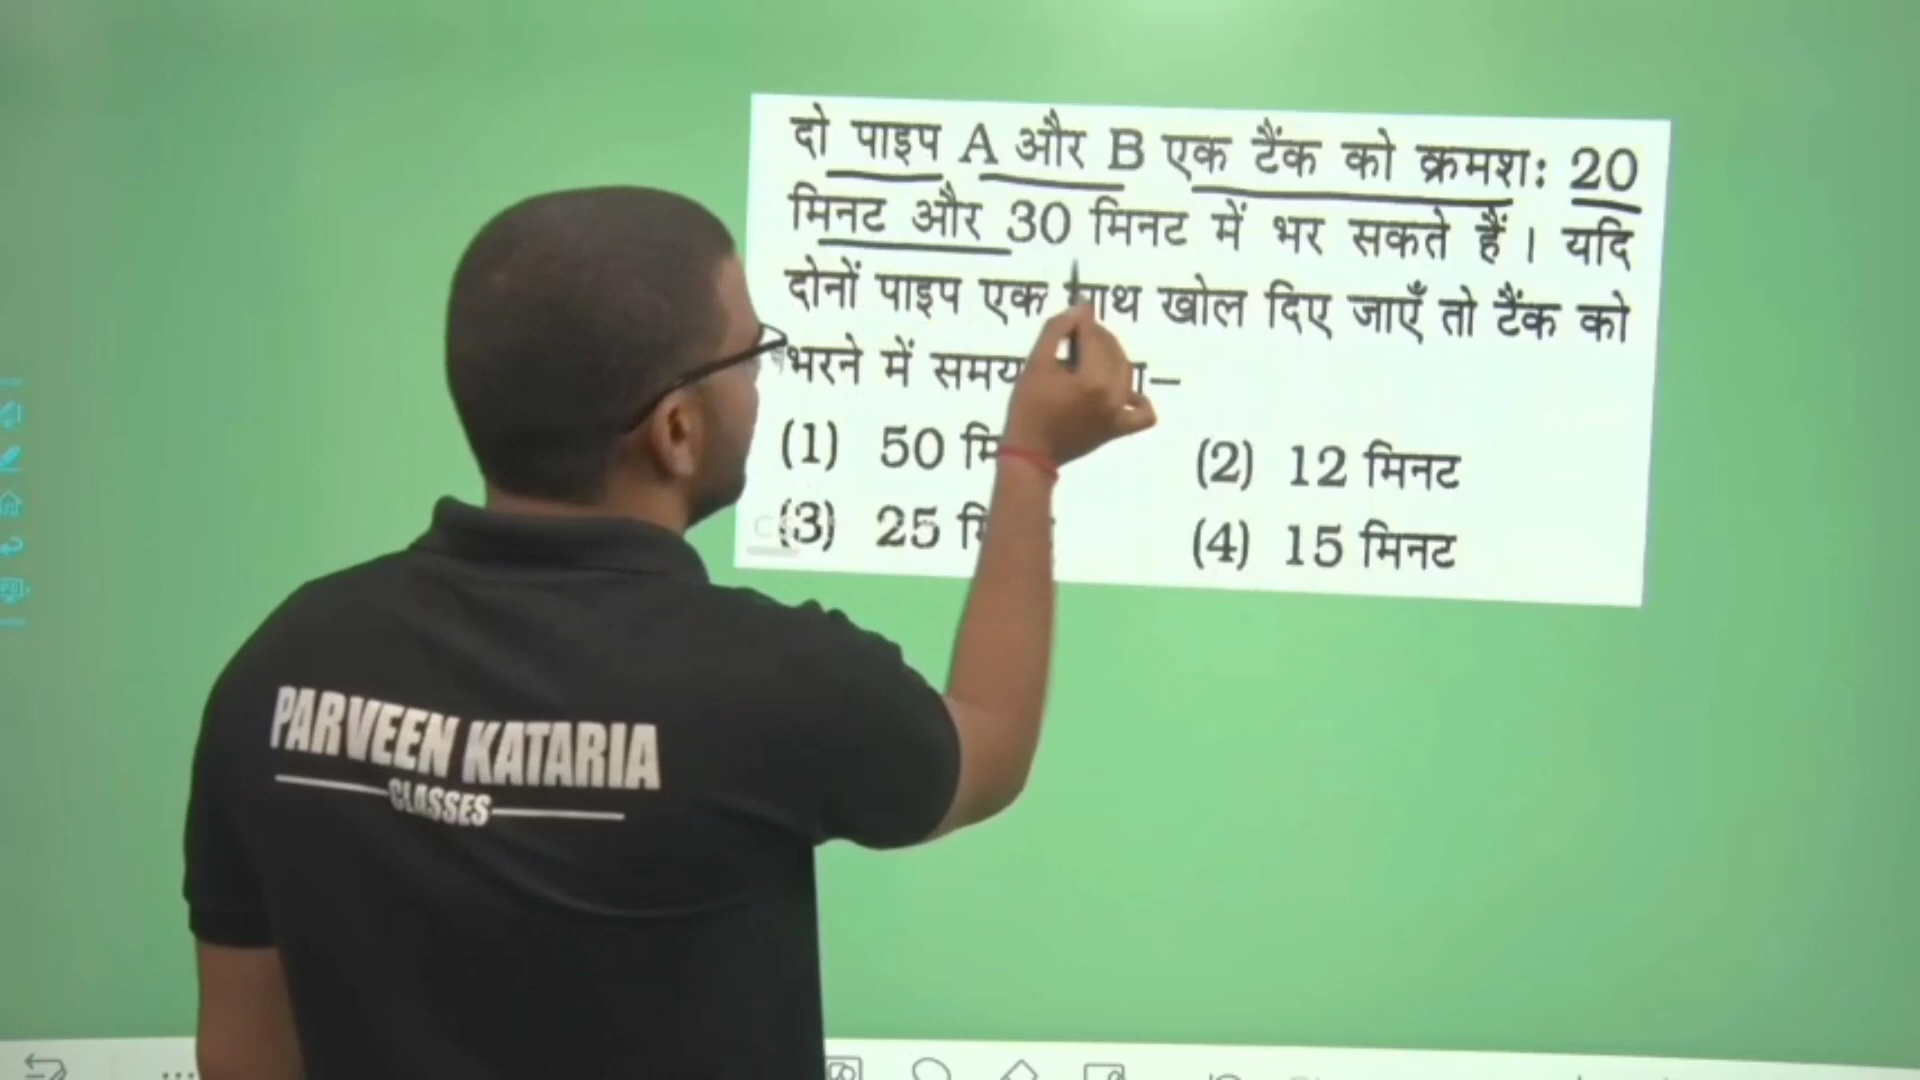 दो पाइप A और B एक टैंक को क्रमश: 20
मिनट और 30 मिनट में भर सकते हैं। यदि
दोनों पाइप एक साथ खोल दिए जाएँ तो टैंक को
भरने में समय
(1) 50 (2) 12 मिनट
(3) 25 (4) 15 मिनट
PARVEEN KATARIA
CLASSES